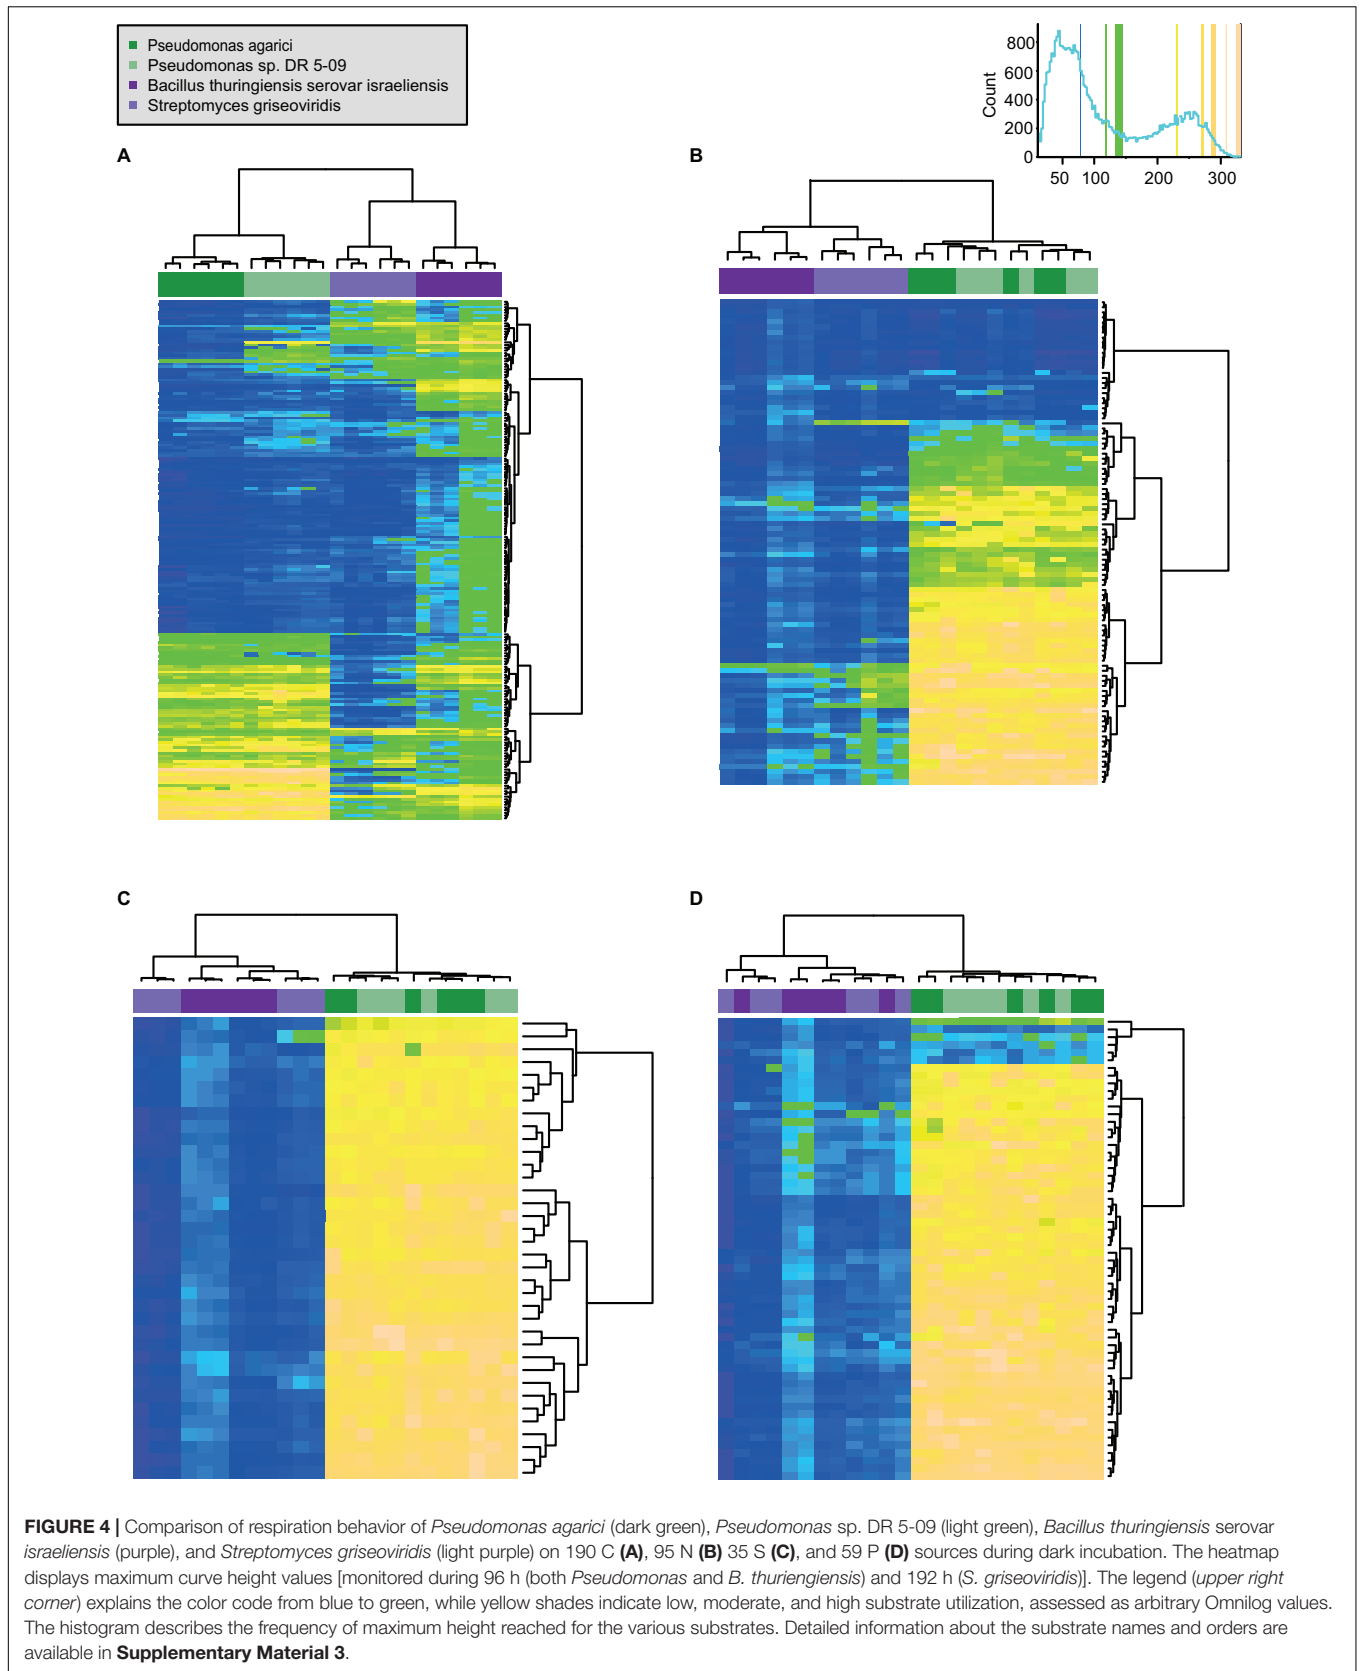 Pseudomonas agarici
Pseudomonas sp. DR 5-09
Bacillus thuringiensis serovar israeliensis
Streptomyces griseoviridis
Count
800
600
400
200
0
50 100 200 300
A
B
C
D
FIGURE 4 | Comparison of respiration behavior of Pseudomonas agarici (dark green), Pseudomonas sp. DR 5-09 (light green), Bacillus thuringiensis serovar
israeliensis (purple), and Streptomyces griseoviridis (light purple) on 190 C (A), 95 N (B) 35 S (C), and 59 P (D) sources during dark incubation. The heatmap
displays maximum curve height values [monitored during 96 h (both Pseudomonas and B. thuriengiensis) and 192 h (S. griseoviridis)]. The legend (upper right
corner) explains the color code from blue to green, while yellow shades indicate low, moderate, and high substrate utilization, assessed as arbitrary Omnilog values.
The histogram describes the frequency of maximum height reached for the various substrates. Detailed information about the substrate names and orders are
available in Supplementary Material 3.